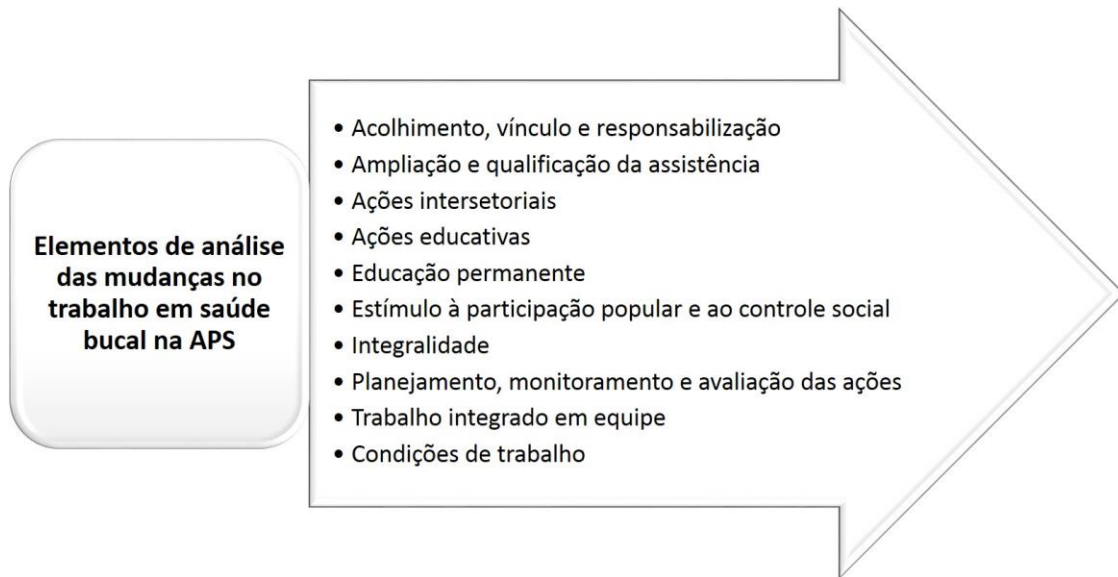 Elementos de análise
das mudanças no
trabalho em saúde
bucal na APS
• Acolhimento, vínculo e responsabilização
• Ampliação e qualificação da assistência
• Ações intersetoriais
• Ações educativas
• Educação permanente
• Estímulo à participação popular e ao controle social
• Integralidade
• Planejamento, monitoramento e avaliação das ações
• Trabalho integrado em equipe
• Condições de trabalho